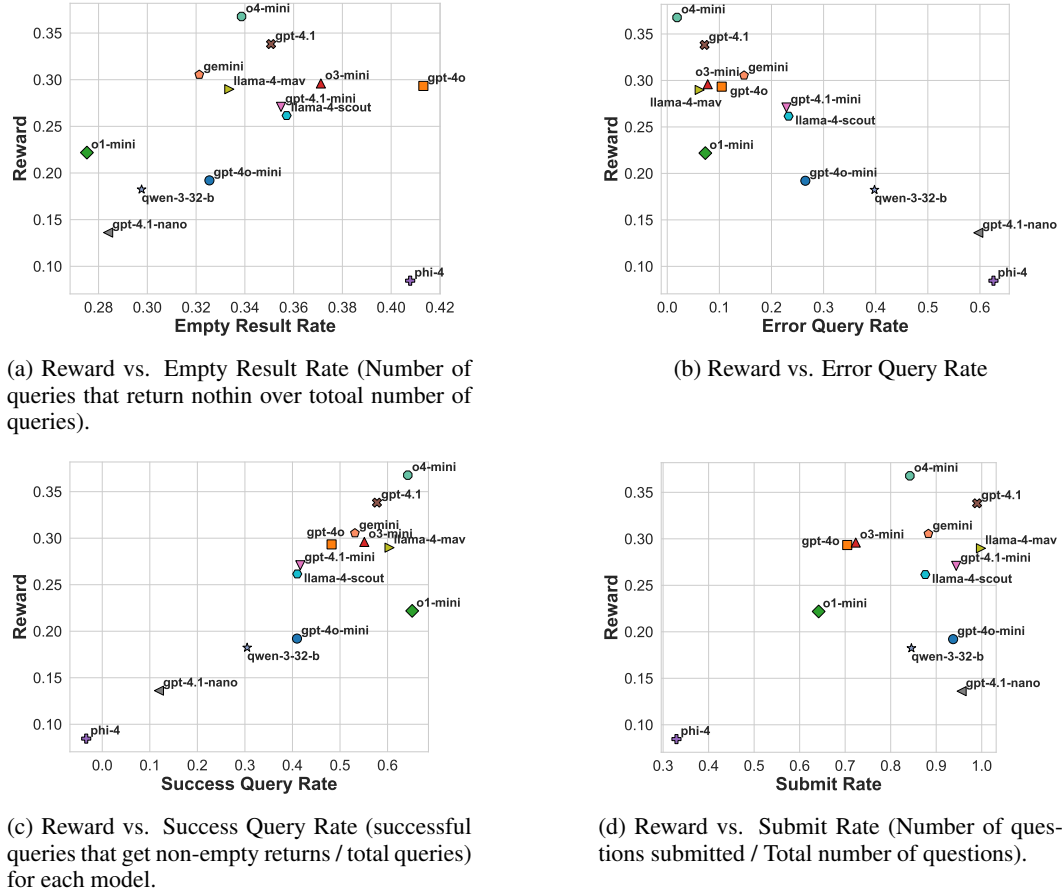 o4-mini
0.35
gpt-4.1
0.30
gemini
llama-4-mav
o3-mini
gpt-4o
gpt-4.1-mini
llama-4-scout
0.25
o1-mini
0.20
gpt-4o-mini
qwen-3-32-b
0.15
gpt-4.1-nano
0.10
phi-4
Reward
0.28 0.30 0.32 0.34 0.36 0.38 0.40 0.42
Empty Result Rate
(a) Reward vs. Empty Result Rate (Number of
queries that return nothin over totoal number of
queries).
o4-mini
0.35
gpt-4.1
0.30
o3-mini
gemini
llama-4-mav
gpt-4o
gpt-4.1-mini
0.25
llama-4-scout
o1-mini
0.20
gpt-4o-mini
qwen-3-32-b
0.15
gpt-4.1-nano
0.10
phi-4
Reward
0.0 0.1 0.2 0.3 0.4 0.5 0.6
Error Query Rate
(b) Reward vs. Error Query Rate
o4-mini
0.35
gpt-4.1
0.30
gpt-4o
gemini
o3-mini
llama-4-mav
gpt-4.1-mini
0.25
llama-4-scout
o1-mini
0.20
gpt-4o-mini
qwen-3-32-b
0.15
gpt-4.1-nano
0.10
phi-4
Reward
0.0 0.1 0.2 0.3 0.4 0.5 0.6
Success Query Rate
(c) Reward vs. Success Query Rate (successful
queries that get non-empty returns / total queries)
for each model.
o4-mini
0.35
gpt-4.1
0.30
gpt-4o
o3-mini
gemini
llama-4-mav
gpt-4.1-mini
0.25
llama-4-scout
o1-mini
0.20
gpt-4o-mini
qwen-3-32-b
0.15
gpt-4.1-nano
0.10
phi-4
Reward
0.3 0.4 0.5 0.6 0.7 0.8 0.9 1.0
Submit Rate
(d) Reward vs. Submit Rate (Number of ques-
tions submitted / Total number of questions).